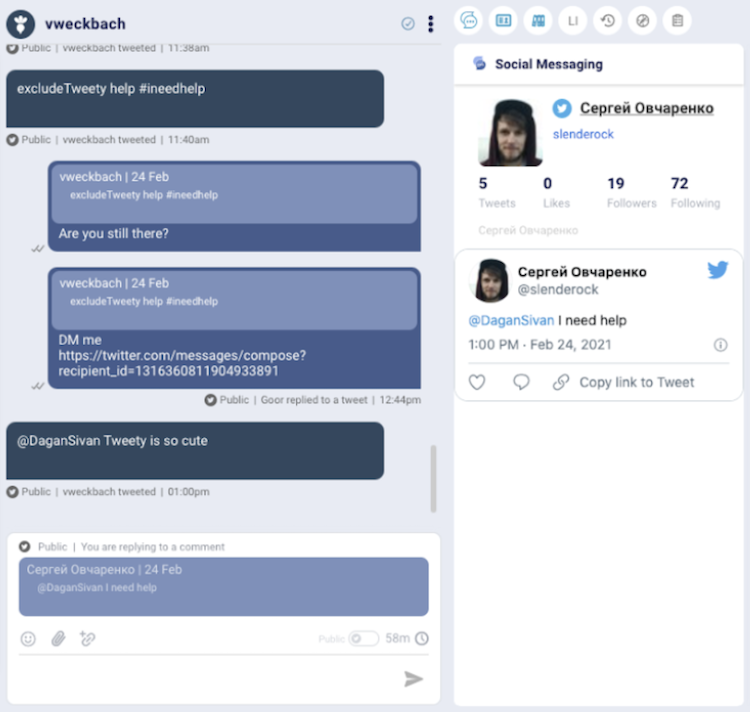 vweckbach
Public | vweckbach tweeted | 11:38am
excludeTweety help #ineedhelp
Public | vweckbach tweeted | 11:40am
vweckbach | 24 Feb
excludeTweety help #ineedhelp
Are you still there?
vweckbach | 24 Feb
excludeTweety help #ineedhelp
DM me
https://twitter.com/messages/compose?
recipient_id=1316360811904933891
Public | Goor replied to a tweet | 12:44pm
@DaganSivan Tweety is so cute
Public | vweckbach tweeted | 01:00pm
Public | You are replying to a comment
Сергей Овчаренко | 24 Feb
@DaganSivan I need help
Public 58m
LI
Social Messaging
Сергей Овчаренко
slenderock
5 0 19 72
Tweets Likes Followers Following
Сергей Овчаренко
Сергей Овчаренко
@slenderock
@DaganSivan I need help
1:00 PM · Feb 24, 2021
Copy link to Tweet